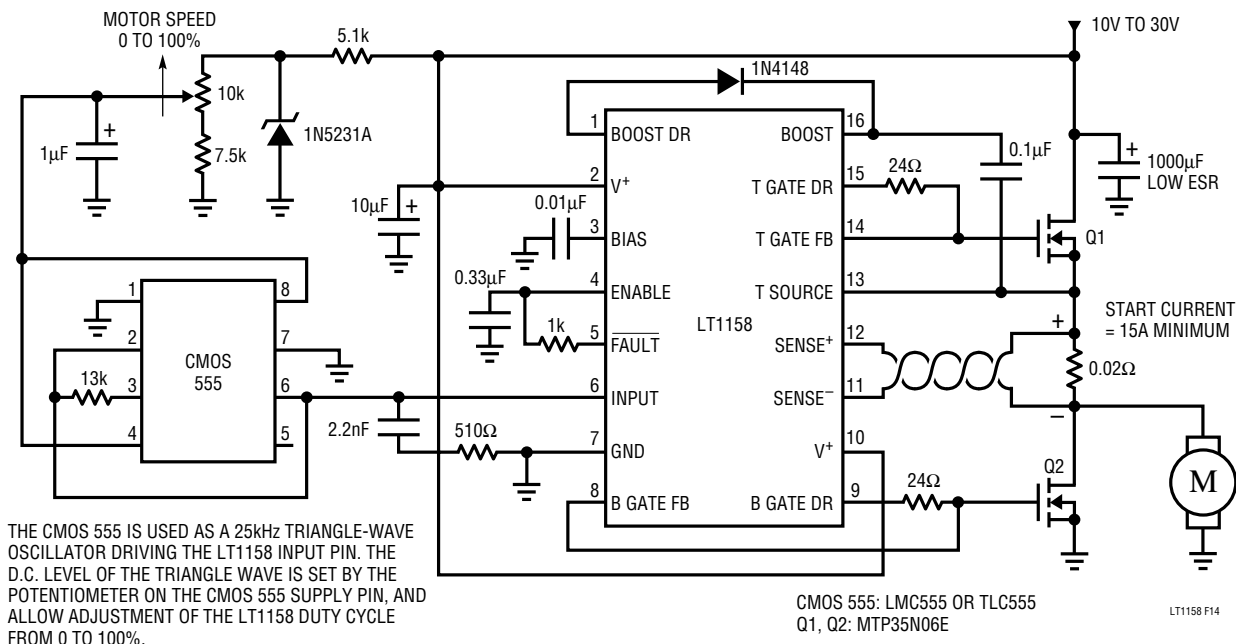 MOTOR SPEED
0 TO 100%
5.1k
10V TO 30V
1N4148
10k
1N5231A
+
1µF
7.5k
1
BOOST DR
BOOST
16
0.1µF
+
1000µF
LOW ESR
24Ω
2
V+
T GATE DR
15
10µF
+
0.01µF
3
BIAS
T GATE FB
14
Q1
0.33µF
4
ENABLE
T SOURCE
13
LT1158
START CURRENT
= 15A MINIMUM
1k
5
FAULT
SENSE+
12
+
0.02Ω
SENSE–
11
–
6
INPUT
2.2nF
510Ω
7
GND
V+
10
24Ω
Q2
8
B GATE FB
B GATE DR
9
M
1
8
2
7
CMOS
555
13k
3
6
4
5
THE CMOS 555 IS USED AS A 25kHz TRIANGLE-WAVE
OSCILLATOR DRIVING THE LT1158 INPUT PIN. THE
D.C. LEVEL OF THE TRIANGLE WAVE IS SET BY THE
POTENTIOMETER ON THE CMOS 555 SUPPLY PIN, AND
ALLOW ADJUSTMENT OF THE LT1158 DUTY CYCLE
FROM 0 TO 100%.
CMOS 555: LMC555 OR TLC555
Q1, Q2: MTP35N06E
LT1158 F14